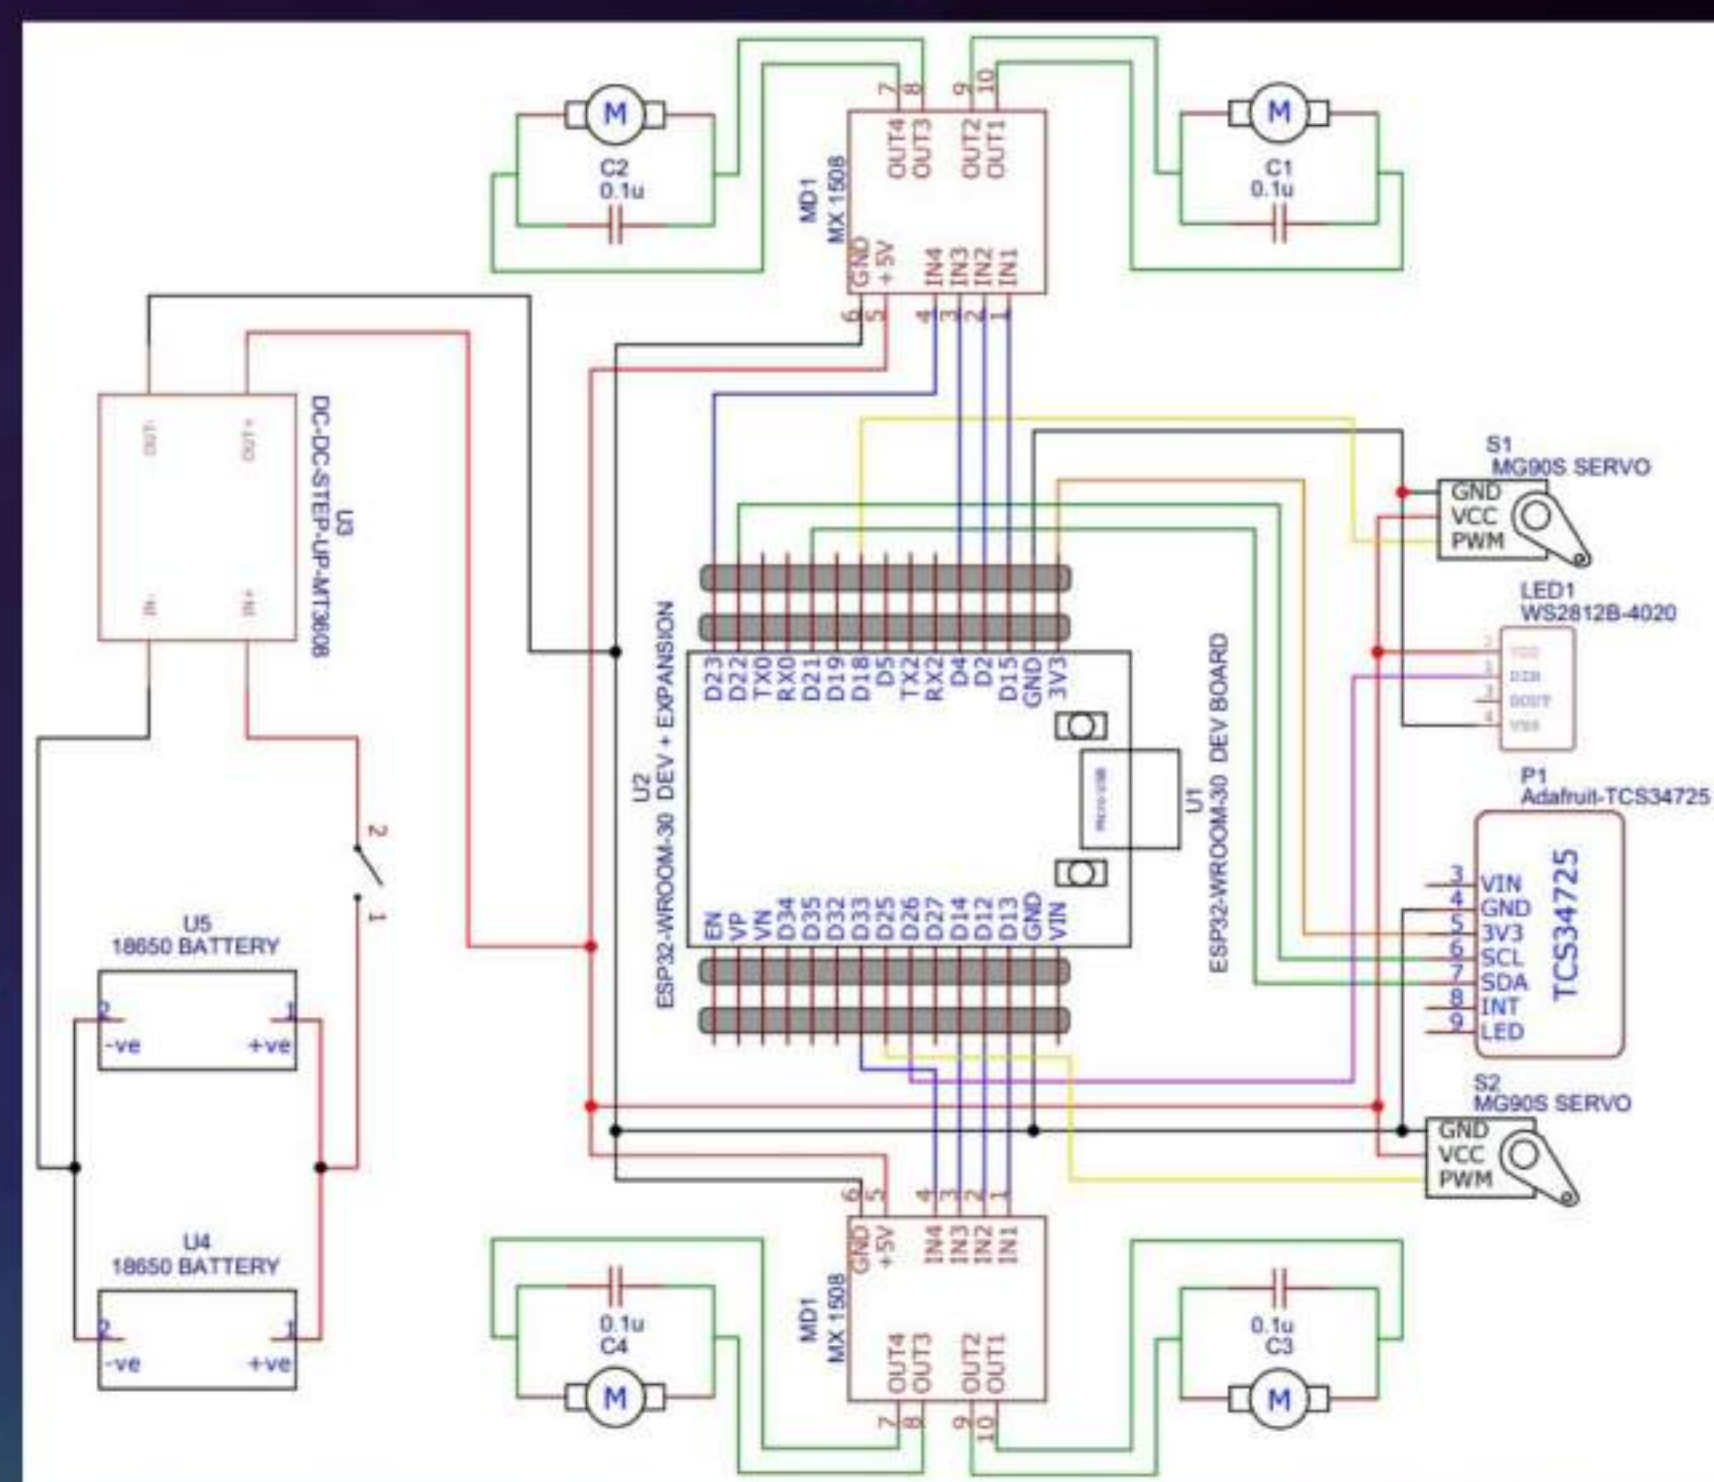 7
8
9
10
OUT4
OUT3
OUT2
OUT1
MD1
MX 1508
GND
+5V
IN4
IN3
IN2
IN1
6
5
4
3
2
1
M
C2
0.1u
M
C1
0.1u
OUT-
OUT+
IN-
IN+
U3
DC-DC-STEP-UP-MT3608
2
1
U5
18650 BATTERY
2
1
-ve
+ve
U4
18650 BATTERY
2
1
-ve
+ve
D23
D22
TX0
RX0
D21
D19
D18
D5
TX2
RX2
D4
D2
D15
GND
3V3
U2
ESP32-WROOM-30 DEV + EXPANSION
Micro-USB
U1
ESP32-WROOM-30 DEV BOARD
EN
VP
VN
D34
D35
D32
D33
D25
D26
D27
D14
D12
D13
GND
VIN
S1
MG90S SERVO
GND
VCC
PWM
LED1
WS2812B-4020
2
3
DOUT
4
P1
Adafruit-TCS34725
3 VIN
4 GND
5 3V3
6 SCL
7 SDA
8 INT
9 LED
TCS34725
S2
MG90S SERVO
GND
VCC
PWM
6
5
4
3
2
1
GND
+5V
IN4
IN3
IN2
IN1
MD1
MX 1508
OUT4
OUT3
OUT2
OUT1
7
8
9
10
0.1u
C4
M
0.1u
C3
M